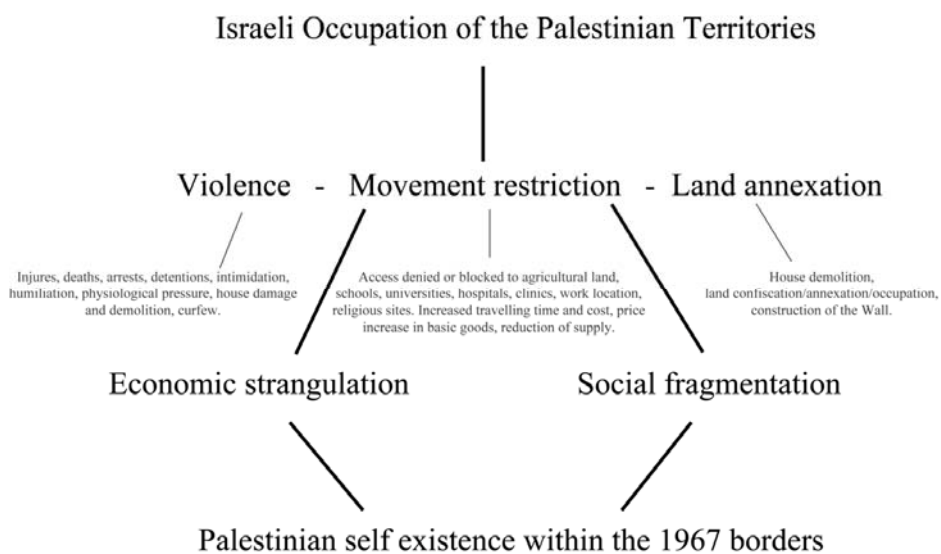 Israeli Occupation of the Palestinian Territories
Violence - Movement restriction - Land annexation
Injures, deaths, arrests, detentions, intimidation,
humiliation, physiological pressure, house damage
and demolition, curfew.
Access denied or blocked to agricultural land,
schools, universities, hospitals, clinics, work location,
religious sites. Increased travelling time and cost, price
increase in basic goods, reduction of supply.
House demolition,
land confiscation/annexation/occupation,
construction of the Wall.
Economic strangulation
Social fragmentation
Palestinian self existence within the 1967 borders